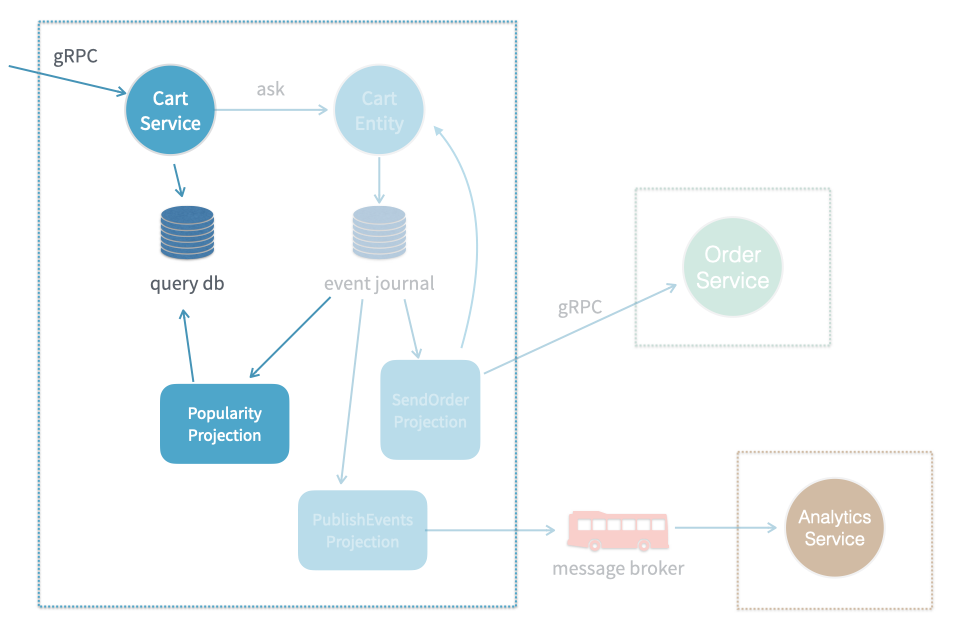 gRPC
Cart
Service
ask
Cart
Entity
query db
event journal
Order
Service
gRPC
Popularity
Projection
SendOrder
Projection
PublishEvents
Projection
message broker
Analytics
Service